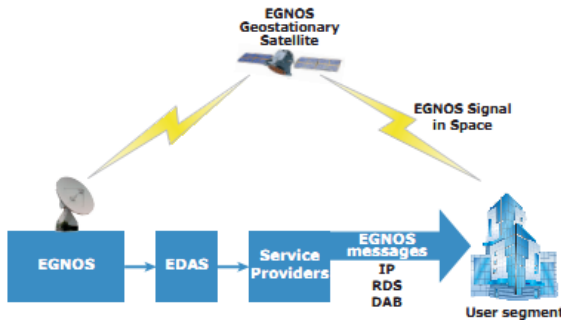 EGNOS
Geostationary
Satellite
EGNOS Signal
in Space
EGNOS
EDAS
Service
Providers
EGNOS
messages
IP
RDS
DAB
User segment